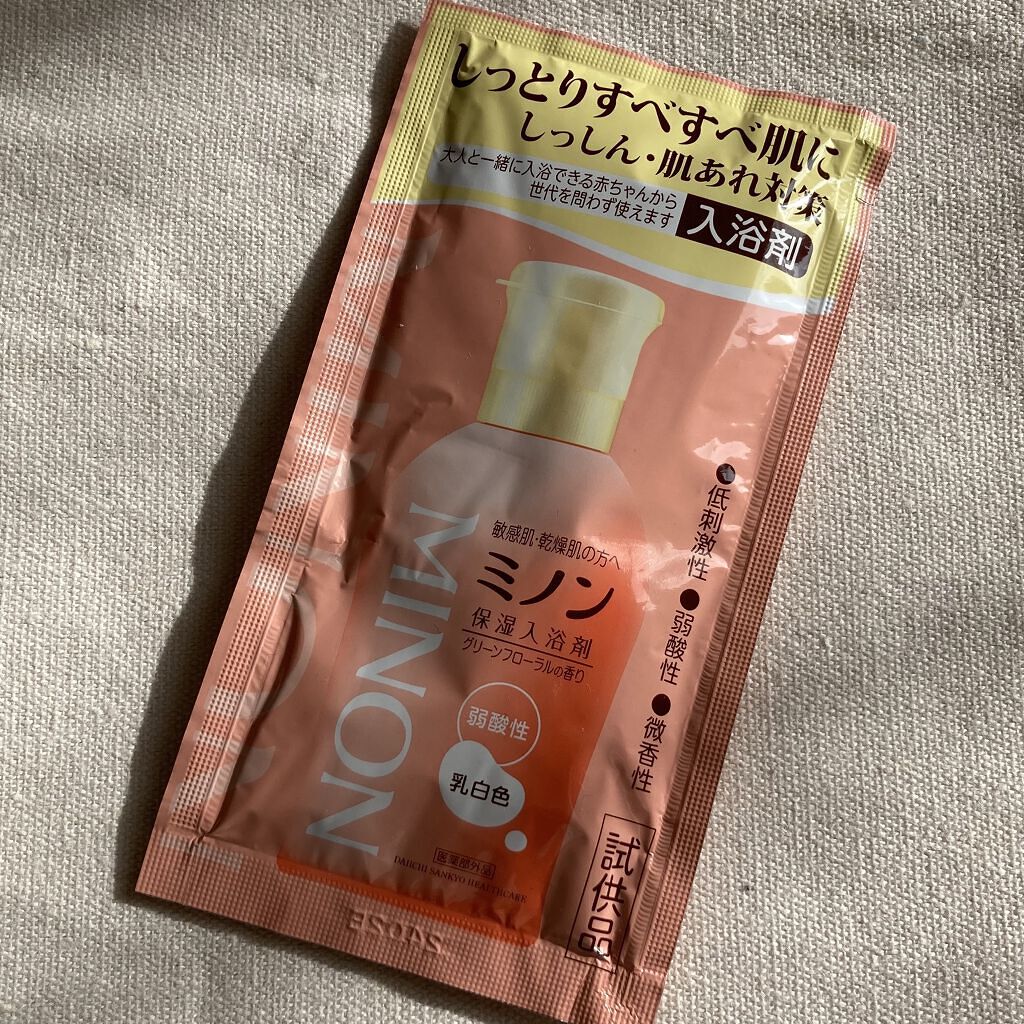 しっとりすべすべ肌に
しっしん・肌あれ対策
大人と一緒に入浴できる赤ちゃんから
世代を問わず使えます
入浴剤
敏感肌・乾燥肌の方へ
ミノン
保湿入浴剤
グリーンフローラルの香り
弱酸性
乳白色
MINON
●低刺激性 ●弱酸性 ●微香性
医薬部外品
DAIICHI SANKYO HEALTHCARE
試供品